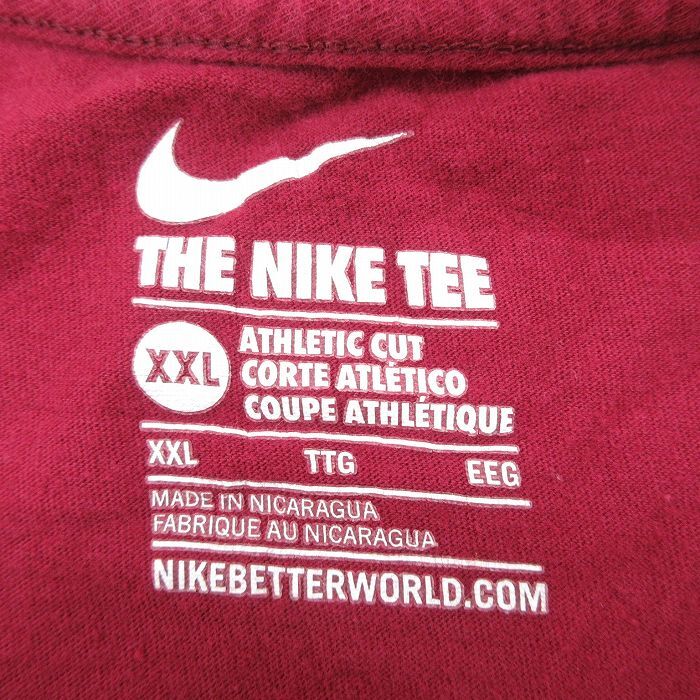 THE NIKE TEE
XXL
ATHLETIC CUT
CORTE ATLÉTICO
COUPE ATHLÉTIQUE
XXL TTG EEG
MADE IN NICARAGUA
FABRIQUE AU NICARAGUA
NIKEBETTERWORLD.COM